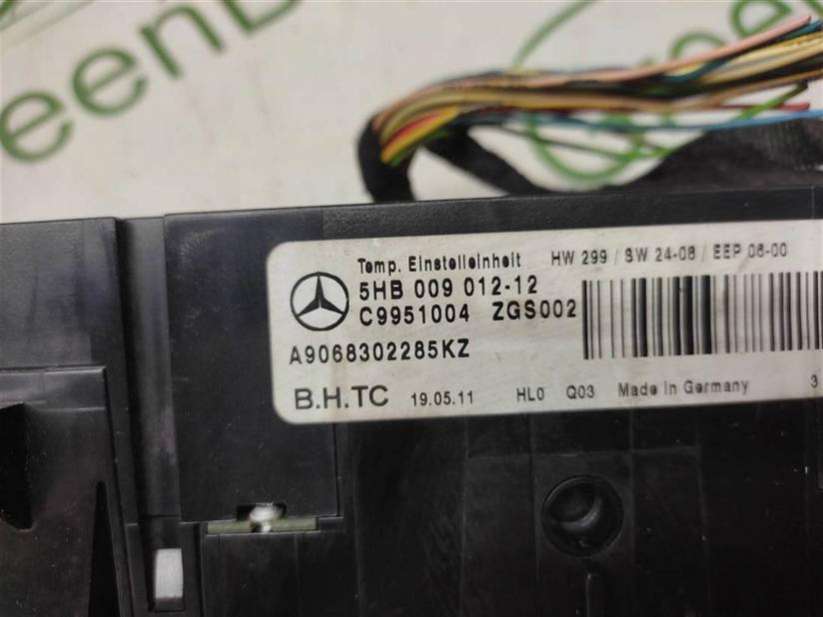 Temp. Einstelleinheit HW 299 / SW 24-08 / EEP 08-00
5HB 009 012-12
C9951004 ZGS002
A9068302285KZ
B.H.TC 19.05.11 HL0 Q03 Made in Germany 3